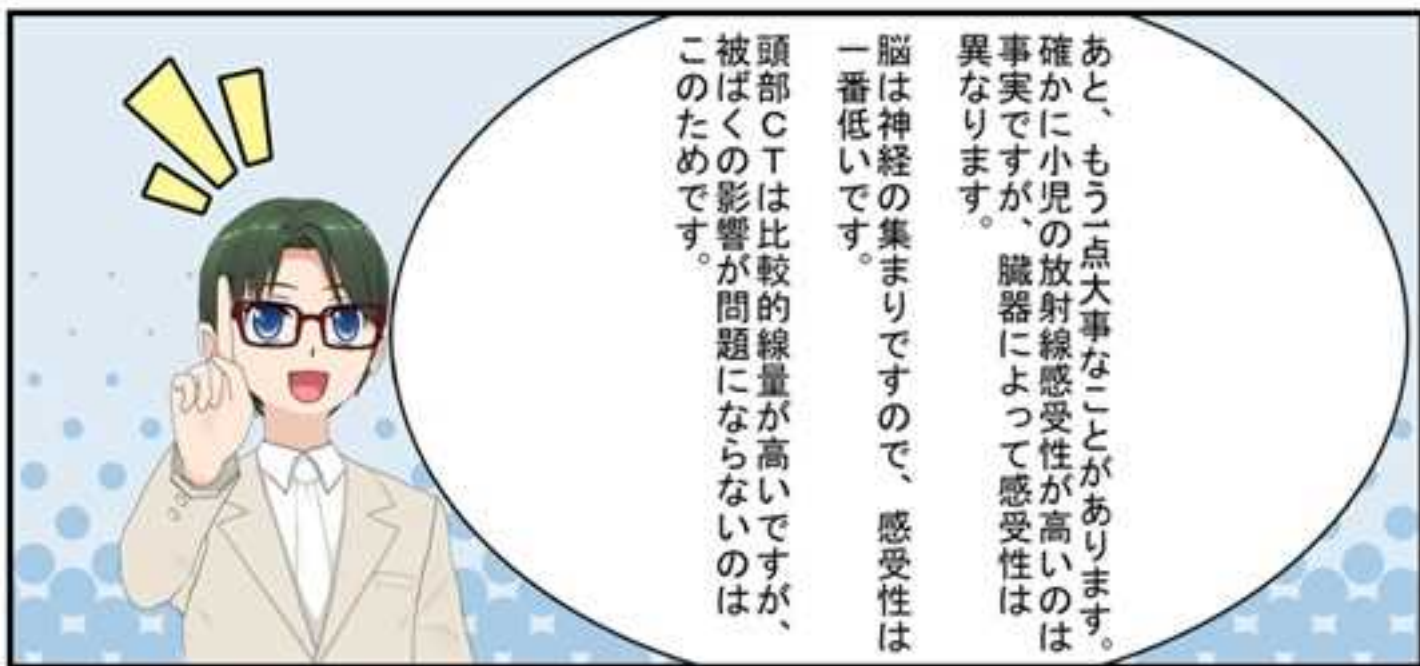 あと、もう一点大事なことがあります。
確かに小児の放射線感受性が高いのは
事実ですが、臓器によって感受性は
異なります。
脳は神経の集まりですので、感受性は
一番低いです。
頭部ＣＴは比較的線量が高いですが、
被ばくの影響が問題にならないのは
このためです。